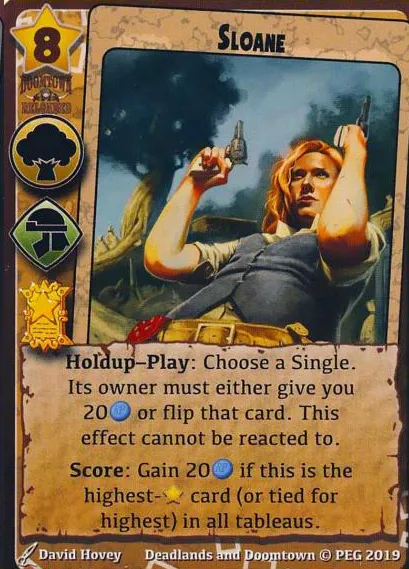 8
SLOANE
DOOMTOWN
RELOADED
Holdup–Play: Choose a Single.
Its owner must either give you
20 or flip that card. This
effect cannot be reacted to.
Score: Gain 20 if this is the
highest- card (or tied for
highest) in all tableaus.
David Hovey Deadlands and Doomtown © PEG 2019